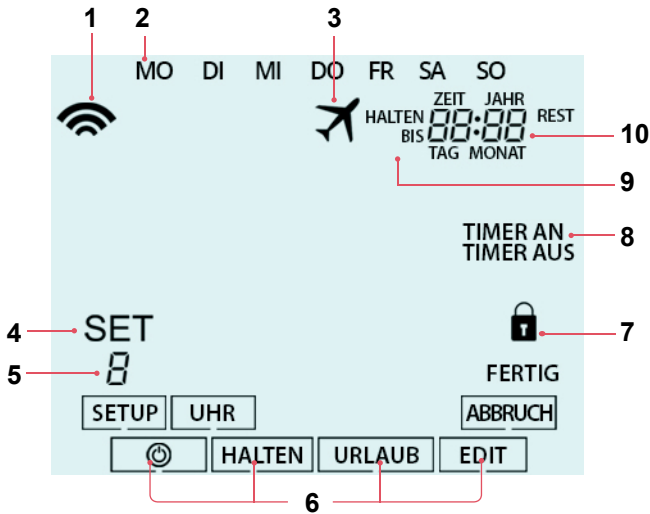 1 2 3
MO DI MI DO FR SA SO
ZEIT JAHR
HALTEN 88:88 REST
BIS 10
TAG MONAT
9
TIMER AN 8
TIMER AUS
4 SET 7
5 8 FERTIG
SETUP UHR ABBRUCH
HALTEN URLAUB EDIT
6